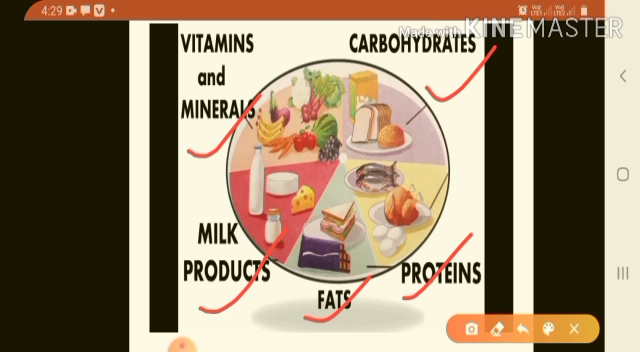 4:29
Made with KINEMASTER
VITAMINS
and
MINERALS
CARBOHYDRATES
MILK
PRODUCTS
FATS
PROTEINS